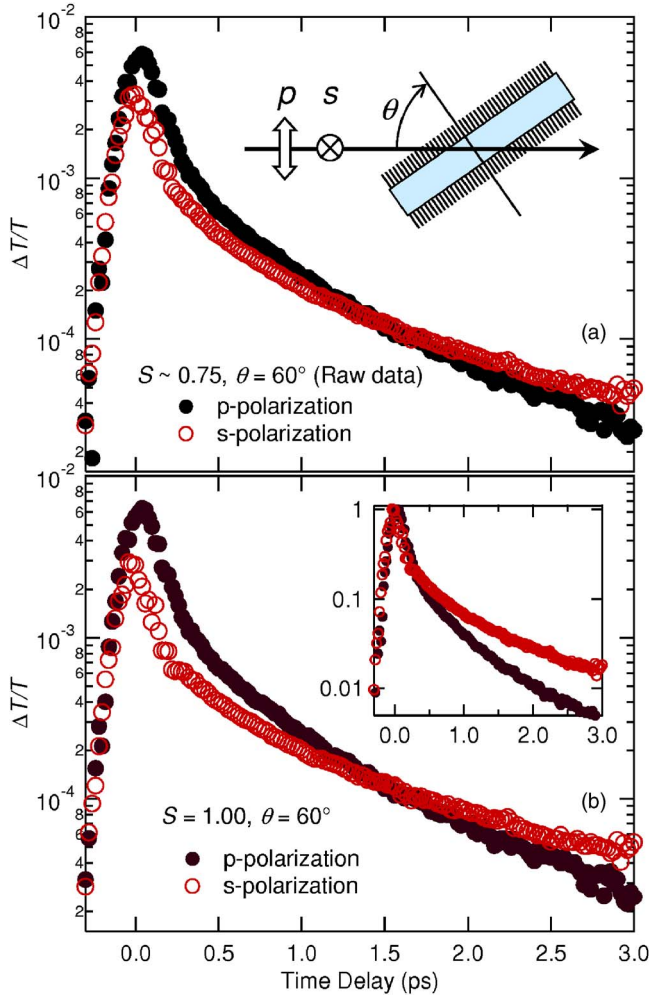 8
6
4
2
10⁻³
8
6
4
2
10⁻⁴
8
6
4
2
10⁻²
ΔT/T
p s θ
(a)
S ~ 0.75, θ = 60° (Raw data)
p-polarization
s-polarization
8
6
4
2
10⁻³
8
6
4
2
10⁻⁴
8
6
4
2
ΔT/T
1
0.1
0.01
0.0 1.0 2.0 3.0
(b)
S = 1.00, θ = 60°
p-polarization
s-polarization
0.0 0.5 1.0 1.5 2.0 2.5 3.0
Time Delay (ps)